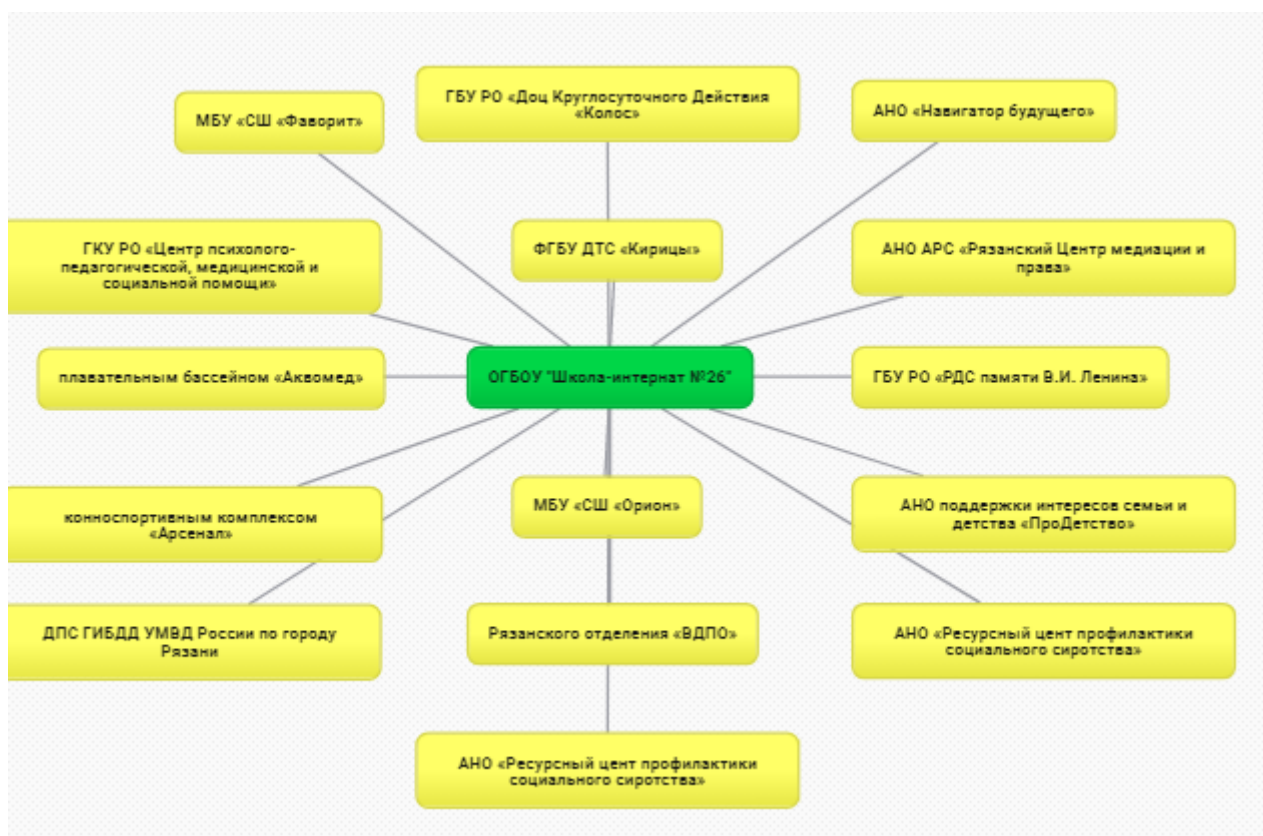 ГБУ РО «Доц Круглосуточного Действия
«Колос»
МБУ «СШ «Фаворит»
АНО «Навигатор будущего»
ГКУ РО «Центр психолого-
педагогической, медицинской и
социальной помощи»
ФГБУ ДТС «Кирицы»
АНО АРС «Рязанский Центр медиации и
права»
плавательным бассейном «Аквомед»
ОГБОУ "Школа-интернат №26"
ГБУ РО «РДС памяти В.И. Ленина»
конноспортивным комплексом
«Арсенал»
МБУ «СШ «Орион»
АНО поддержки интересов семьи и
детства «ПроДетство»
ДПС ГИБДД УМВД России по городу
Рязани
Рязанского отделения «ВДПО»
АНО «Ресурсный цент профилактики
социального сиротства»
АНО «Ресурсный цент профилактики
социального сиротства»